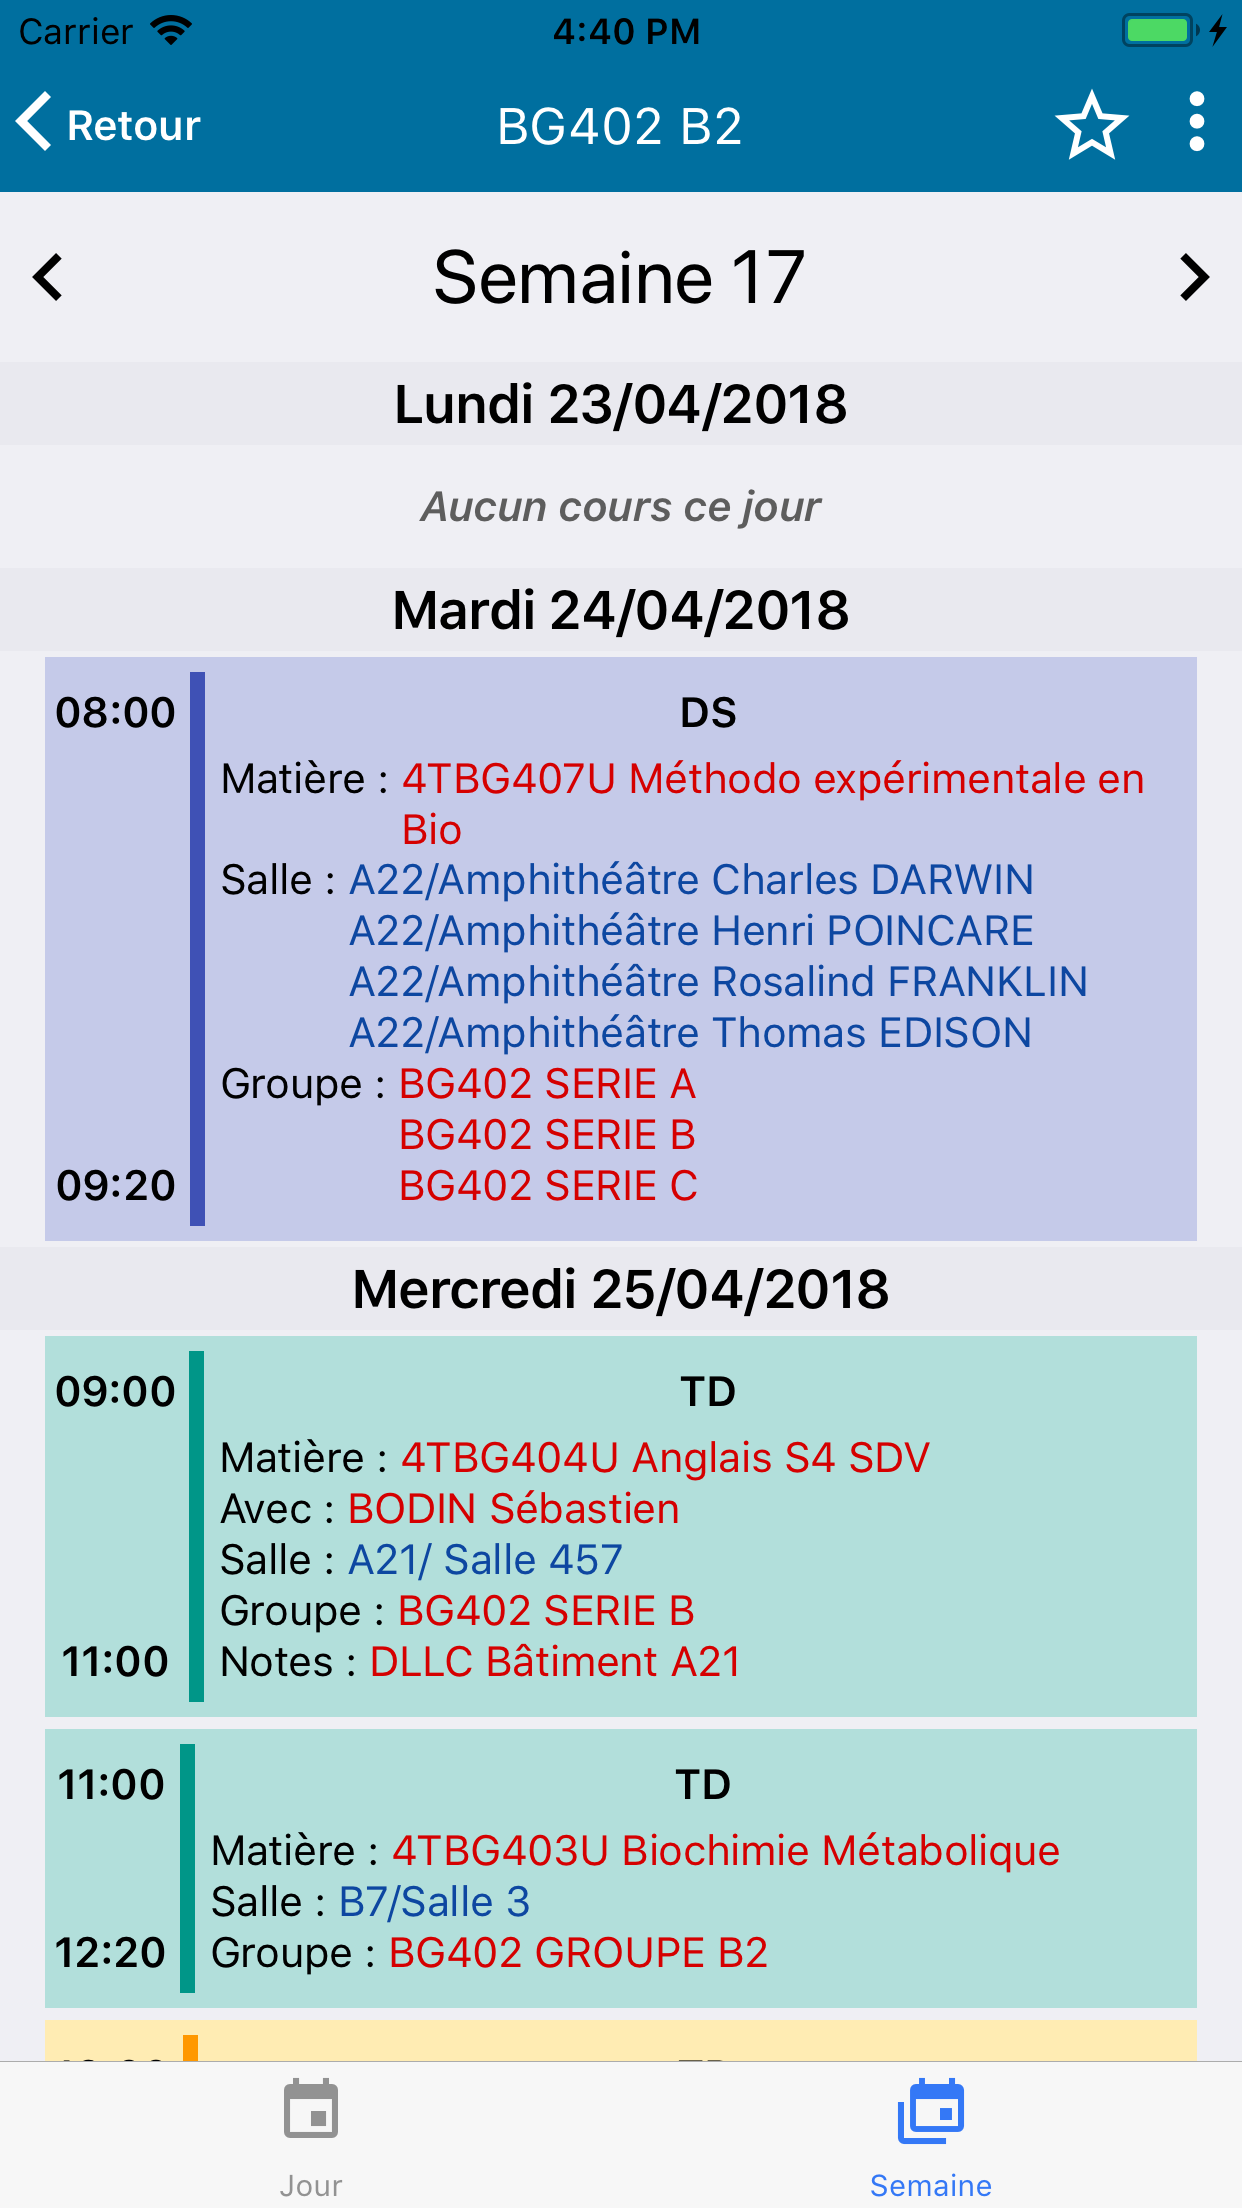 Carrier 4:40 PM
Retour BG402 B2
Semaine 17
Lundi 23/04/2018
Aucun cours ce jour
Mardi 24/04/2018
08:00 DS
Matière : 4TBG407U Méthodo expérimentale en
Bio
Salle : A22/Amphithéâtre Charles DARWIN
A22/Amphithéâtre Henri POINCARE
A22/Amphithéâtre Rosalind FRANKLIN
A22/Amphithéâtre Thomas EDISON
Groupe : BG402 SERIE A
BG402 SERIE B
09:20 BG402 SERIE C
Mercredi 25/04/2018
09:00 TD
Matière : 4TBG404U Anglais S4 SDV
Avec : BODIN Sébastien
Salle : A21/ Salle 457
Groupe : BG402 SERIE B
11:00 Notes : DLLC Bâtiment A21
11:00 TD
Matière : 4TBG403U Biochimie Métabolique
Salle : B7/Salle 3
12:20 Groupe : BG402 GROUPE B2
Jour Semaine